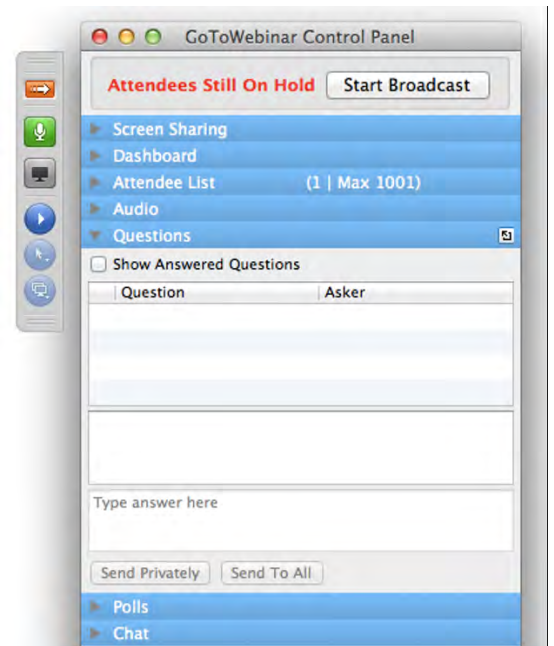 GoToWebinar Control Panel
Attendees Still On Hold Start Broadcast
Screen Sharing
Dashboard
Attendee List (1 | Max 1001)
Audio
Questions
Show Answered Questions
Question Asker
Type answer here
Send Privately Send To All
Polls
Chat